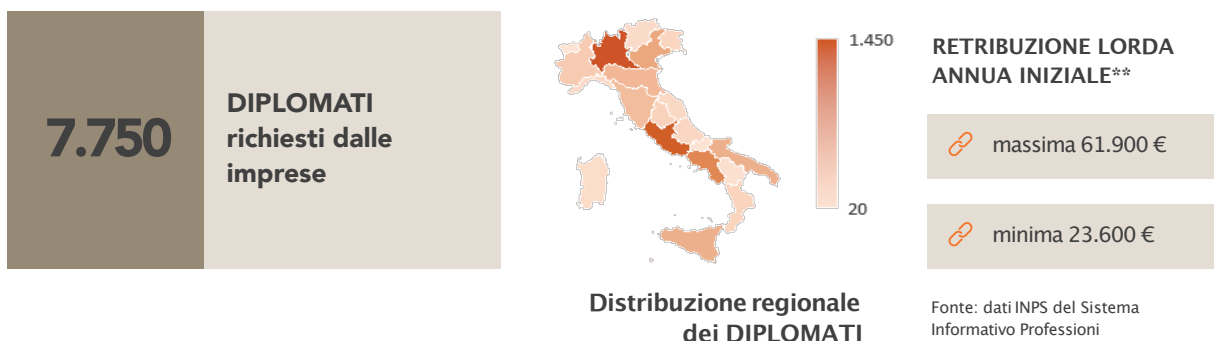 7.750
DIPLOMATI
richiesti dalle
imprese
1.450
20
Distribuzione regionale
dei DIPLOMATI
RETRIBUZIONE LORDA
ANNUA INIZIALE**
massima 61.900 €
minima 23.600 €
Fonte: dati INPS del Sistema
Informativo Professioni